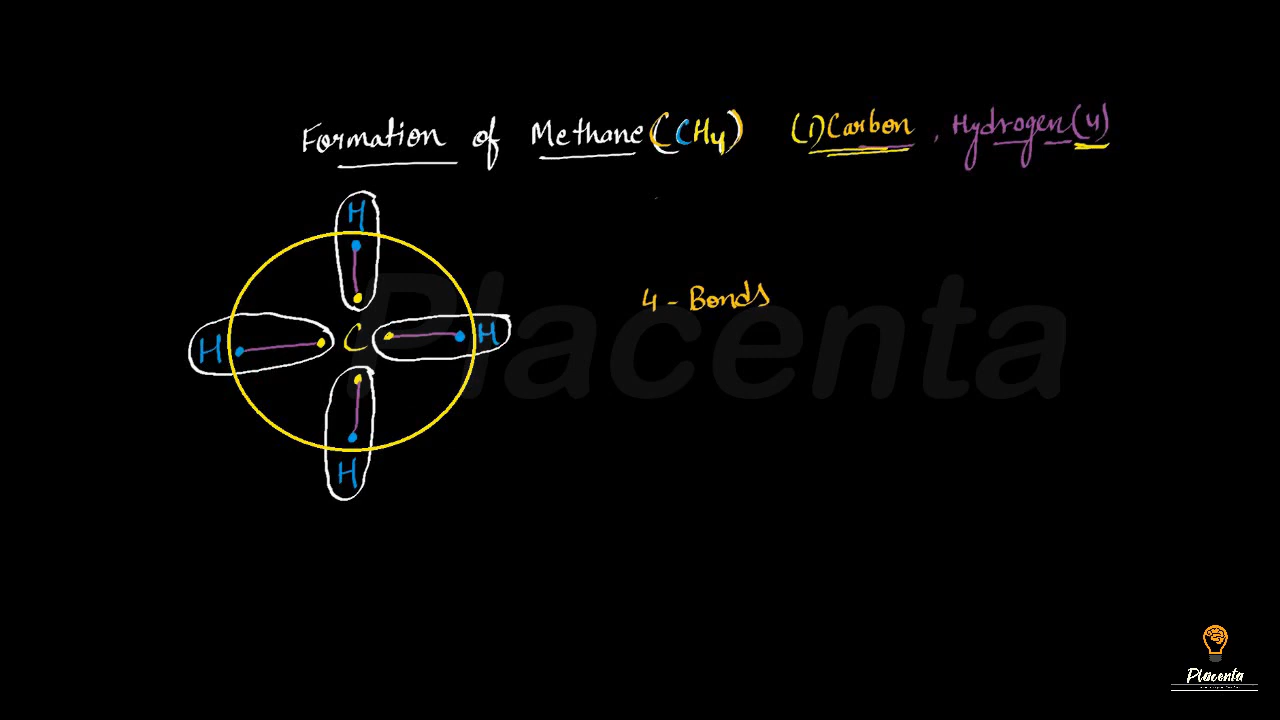 Formation of Methane (CH4) (1) Carbon, Hydrogen (4)
H
4 - Bonds
H C H
H
Placenta
Placenta